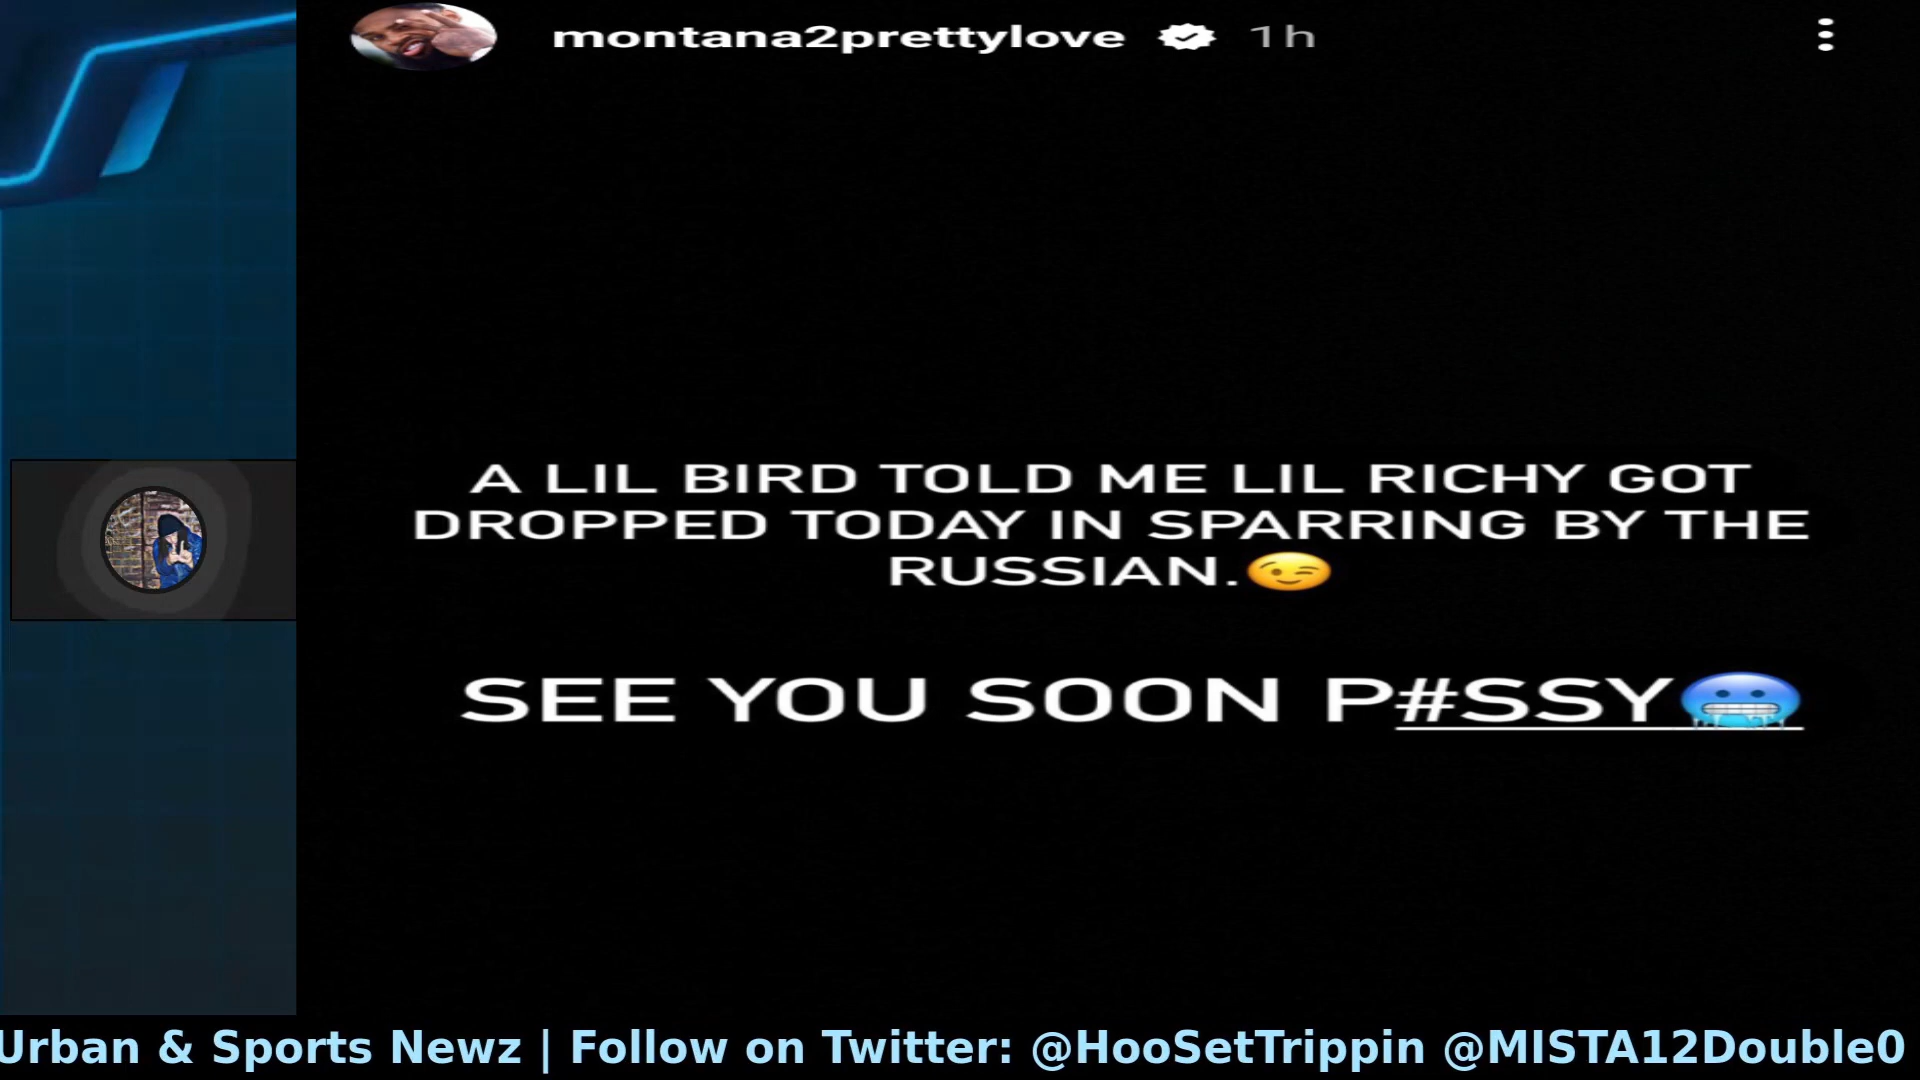 montana2prettylove 1h
A LIL BIRD TOLD ME LIL RICHY GOT
DROPPED TODAY IN SPARRING BY THE
RUSSIAN.😉
SEE YOU SOON P#SSY🥶
Urban & Sports Newz | Follow on Twitter: @HooSetTrippin @MISTA12Double0